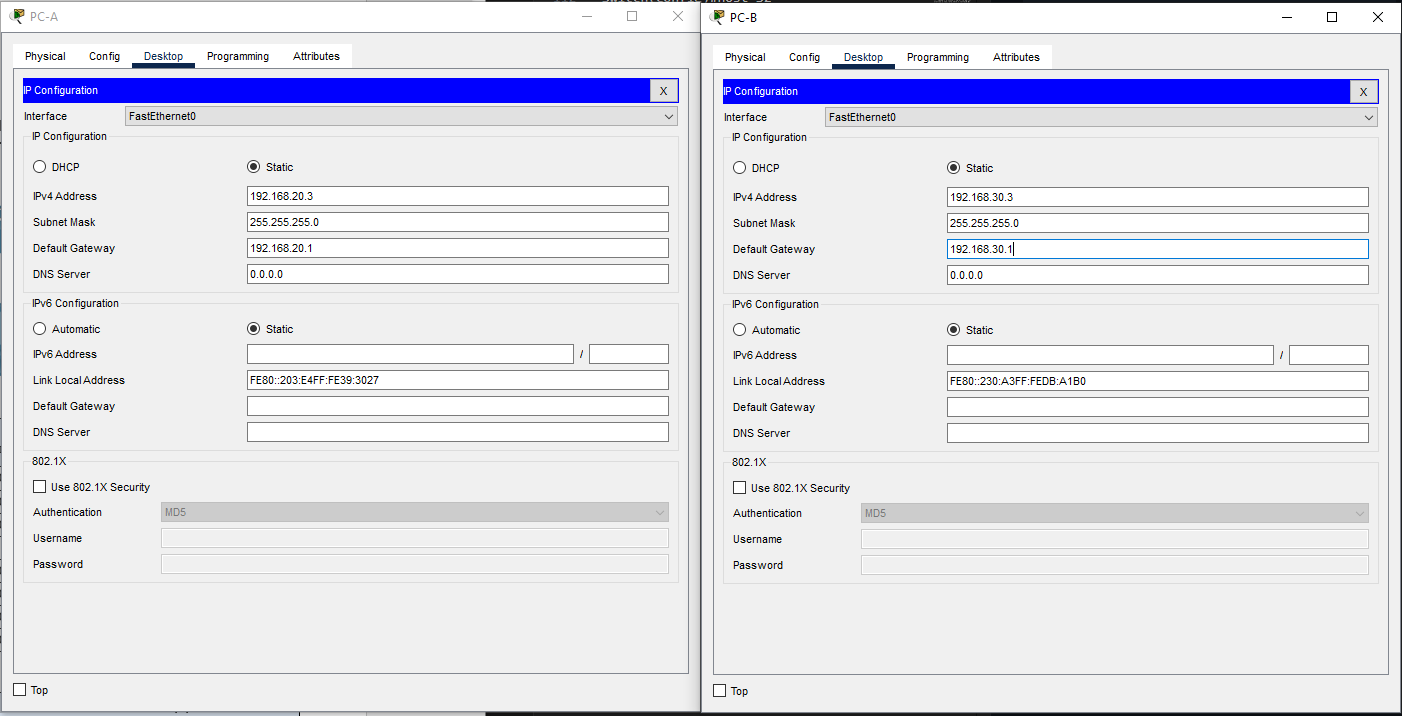 PC-A
Physical Config Desktop Programming Attributes
IP Configuration X
Interface FastEthernet0
IP Configuration
DHCP Static
IPv4 Address 192.168.20.3
Subnet Mask 255.255.255.0
Default Gateway 192.168.20.1
DNS Server 0.0.0.0
IPv6 Configuration
Automatic Static
IPv6 Address /
Link Local Address FE80::203:E4FF:FE39:3027
Default Gateway
DNS Server
802.1X
Use 802.1X Security
Authentication MD5
Username
Password
Top
PC-B
Physical Config Desktop Programming Attributes
IP Configuration X
Interface FastEthernet0
IP Configuration
DHCP Static
IPv4 Address 192.168.30.3
Subnet Mask 255.255.255.0
Default Gateway 192.168.30.1
DNS Server 0.0.0.0
IPv6 Configuration
Automatic Static
IPv6 Address /
Link Local Address FE80::230:A3FF:FEDB:A1B0
Default Gateway
DNS Server
802.1X
Use 802.1X Security
Authentication MD5
Username
Password
Top